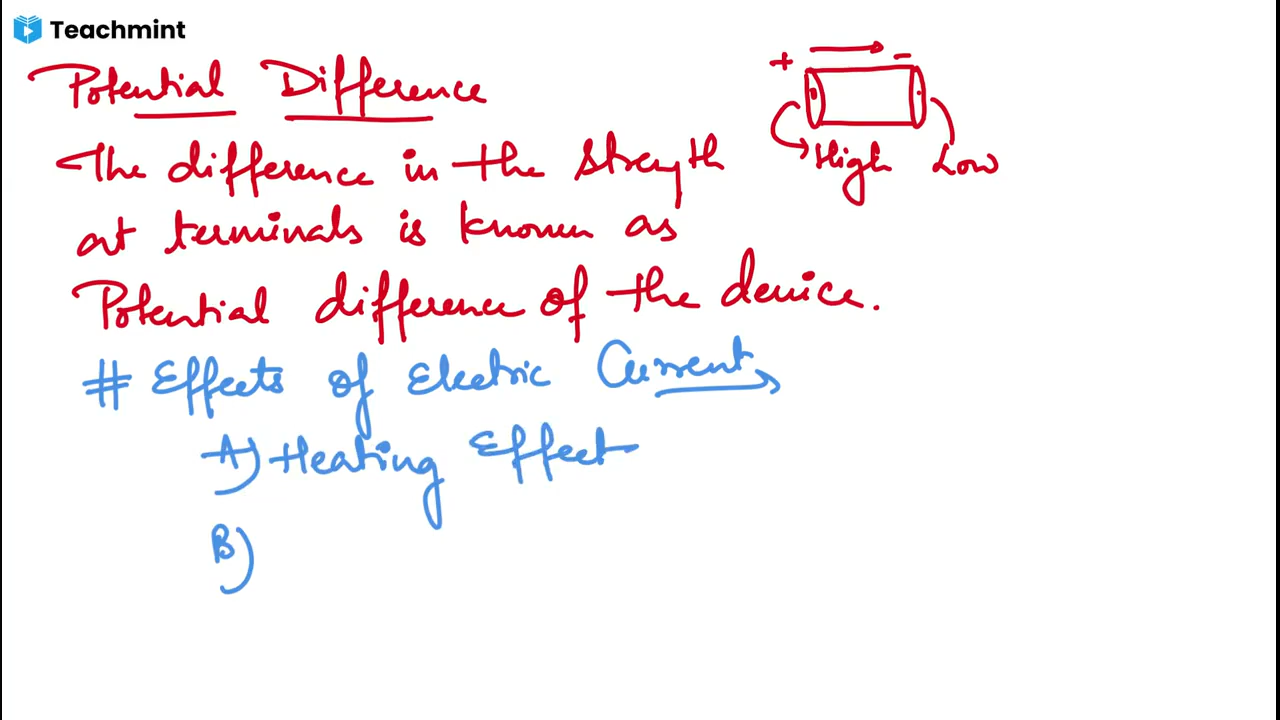 Teachmint
Potential Difference
+ -
High Low
The difference in the strength
at terminals is known as
Potential difference of the device.
# Effects of Electric Current
A) Heating Effect
B)